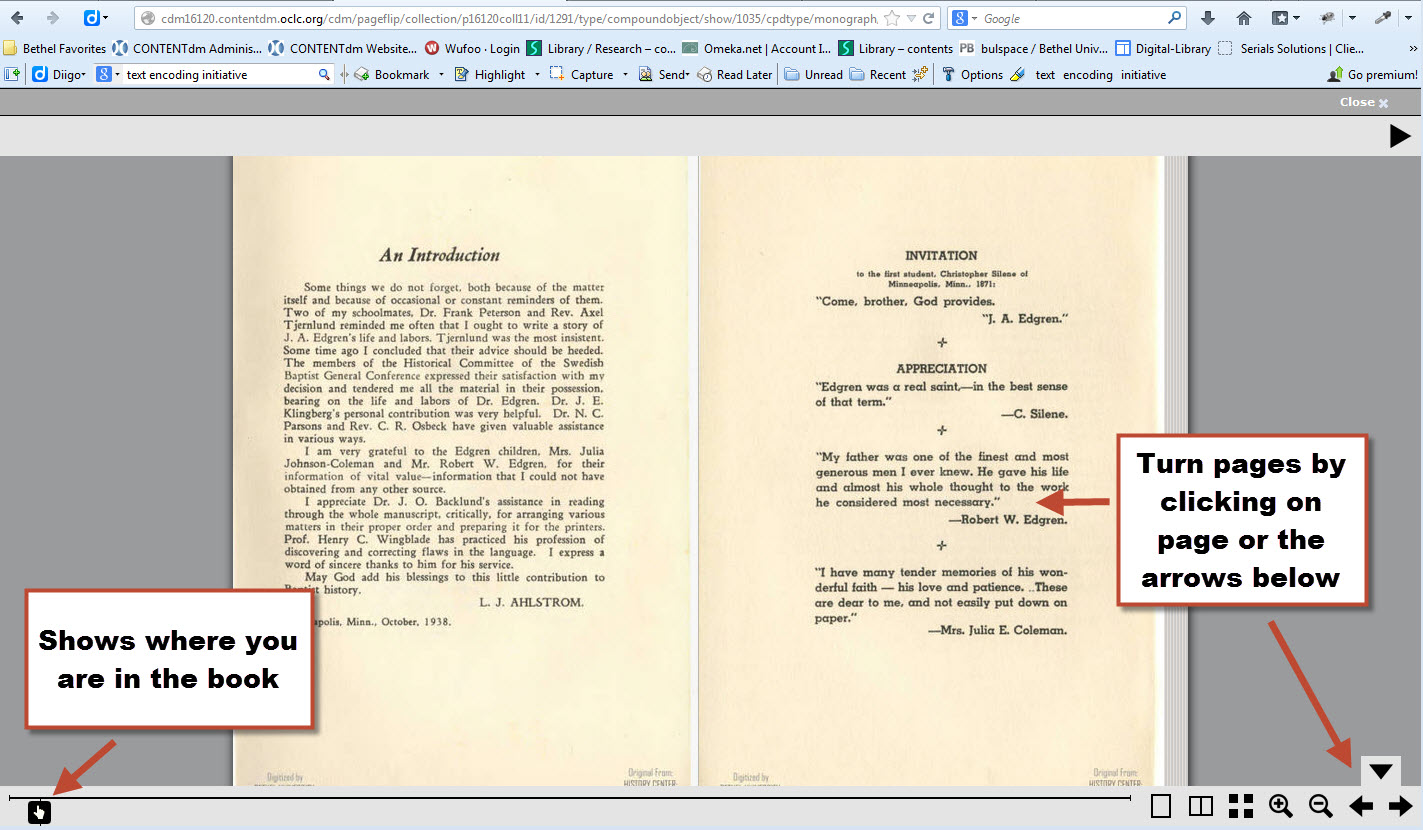 cdm16120.contentdm.oclc.org/cdm/pageflip/collection/p16120coll11/id/1291/type/compoundobject/show/1035/cpdtype/monograph,
Google
Bethel Favorites CONTENTdm Adminis... CONTENTdm Website... Wufoo · Login Library / Research – co... Omeka.net | Account I... Library – contents PB bulspace / Bethel Univ... Digital-Library Serials Solutions | Clie... »
Diigo text encoding initiative Bookmark Highlight Capture Send Read Later Unread Recent Options text encoding initiative Go premium!
Close x
An Introduction
Some things we do not forget, both because of the matter
itself and because of occasional or constant reminders of them.
Two of my schoolmates, Dr. Frank Peterson and Rev. Axel
Tjernlund reminded me often that I ought to write a story of
J. A. Edgren's life and labors. Tjernlund was the most insistent.
Some time ago I concluded that their advice should be heeded.
The members of the Historical Committee of the Swedish
Baptist General Conference expressed their satisfaction with my
decision and tendered me all the material in their possession,
bearing on the life and labors of Dr. Edgren. Dr. J. E.
Klingberg's personal contribution was very helpful. Dr. N. C.
Parsons and Rev. C. R. Osbeck have given valuable assistance
in various ways.
I am very grateful to the Edgren children, Mrs. Julia
Johnson-Coleman and Mr. Robert W. Edgren, for their
information of vital value—information that I could not have
obtained from any other source.
I appreciate Dr. J. O. Backlund's assistance in reading
through the whole manuscript, critically, for arranging various
matters in their proper order and preparing it for the printers.
Prof. Henry C. Wingblade has practiced his profession of
discovering and correcting flaws in the language. I express a
word of sincere thanks to him for his service.
May God add his blessings to this little contribution to
history.
L. J. AHLSTROM.
apolis, Minn., October, 1938.
Digitized by
Original From:
HISTORY CENTER
INVITATION
to the first student, Christopher Silene of
Minneapolis, Minn., 1871:
"Come, brother, God provides.
"J. A. Edgren."
APPRECIATION
"Edgren was a real saint,—in the best sense
of that term."
—C. Silene.
"My father was one of the finest and most
generous men I ever knew. He gave his life
and almost his whole thought to the work
he considered most necessary."
—Robert W. Edgren.
"I have many tender memories of his won-
derful faith — his love and patience. ..These
are dear to me, and not easily put down on
paper."
—Mrs. Julia E. Coleman.
Digitized by
Original From:
HISTORY CENTER
Turn pages by
clicking on
page or the
arrows below
Shows where you
are in the book